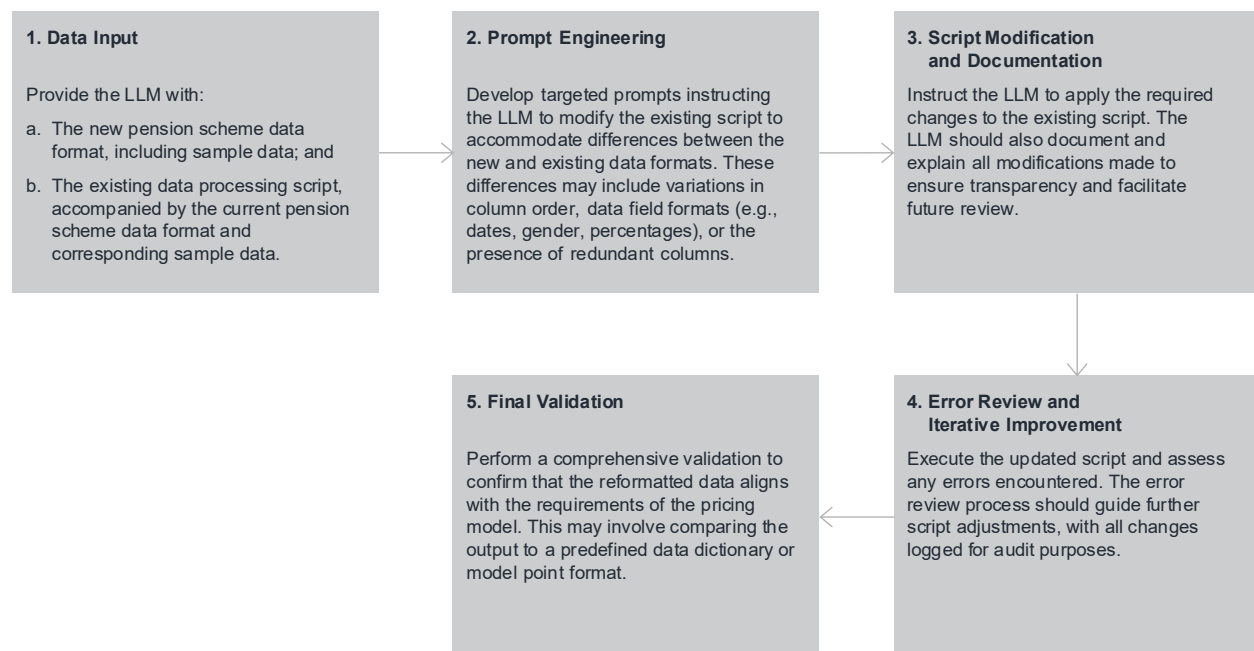 1. Data Input
Provide the LLM with:
a. The new pension scheme data
format, including sample data; and
b. The existing data processing script,
accompanied by the current pension
scheme data format and
corresponding sample data.
2. Prompt Engineering
Develop targeted prompts instructing
the LLM to modify the existing script to
accommodate differences between the
new and existing data formats. These
differences may include variations in
column order, data field formats (e.g.,
dates, gender, percentages), or the
presence of redundant columns.
3. Script Modification
and Documentation
Instruct the LLM to apply the required
changes to the existing script. The
LLM should also document and
explain all modifications made to
ensure transparency and facilitate
future review.
4. Error Review and
Iterative Improvement
Execute the updated script and assess
any errors encountered. The error
review process should guide further
script adjustments, with all changes
logged for audit purposes.
5. Final Validation
Perform a comprehensive validation to
confirm that the reformatted data aligns
with the requirements of the pricing
model. This may involve comparing the
output to a predefined data dictionary or
model point format.